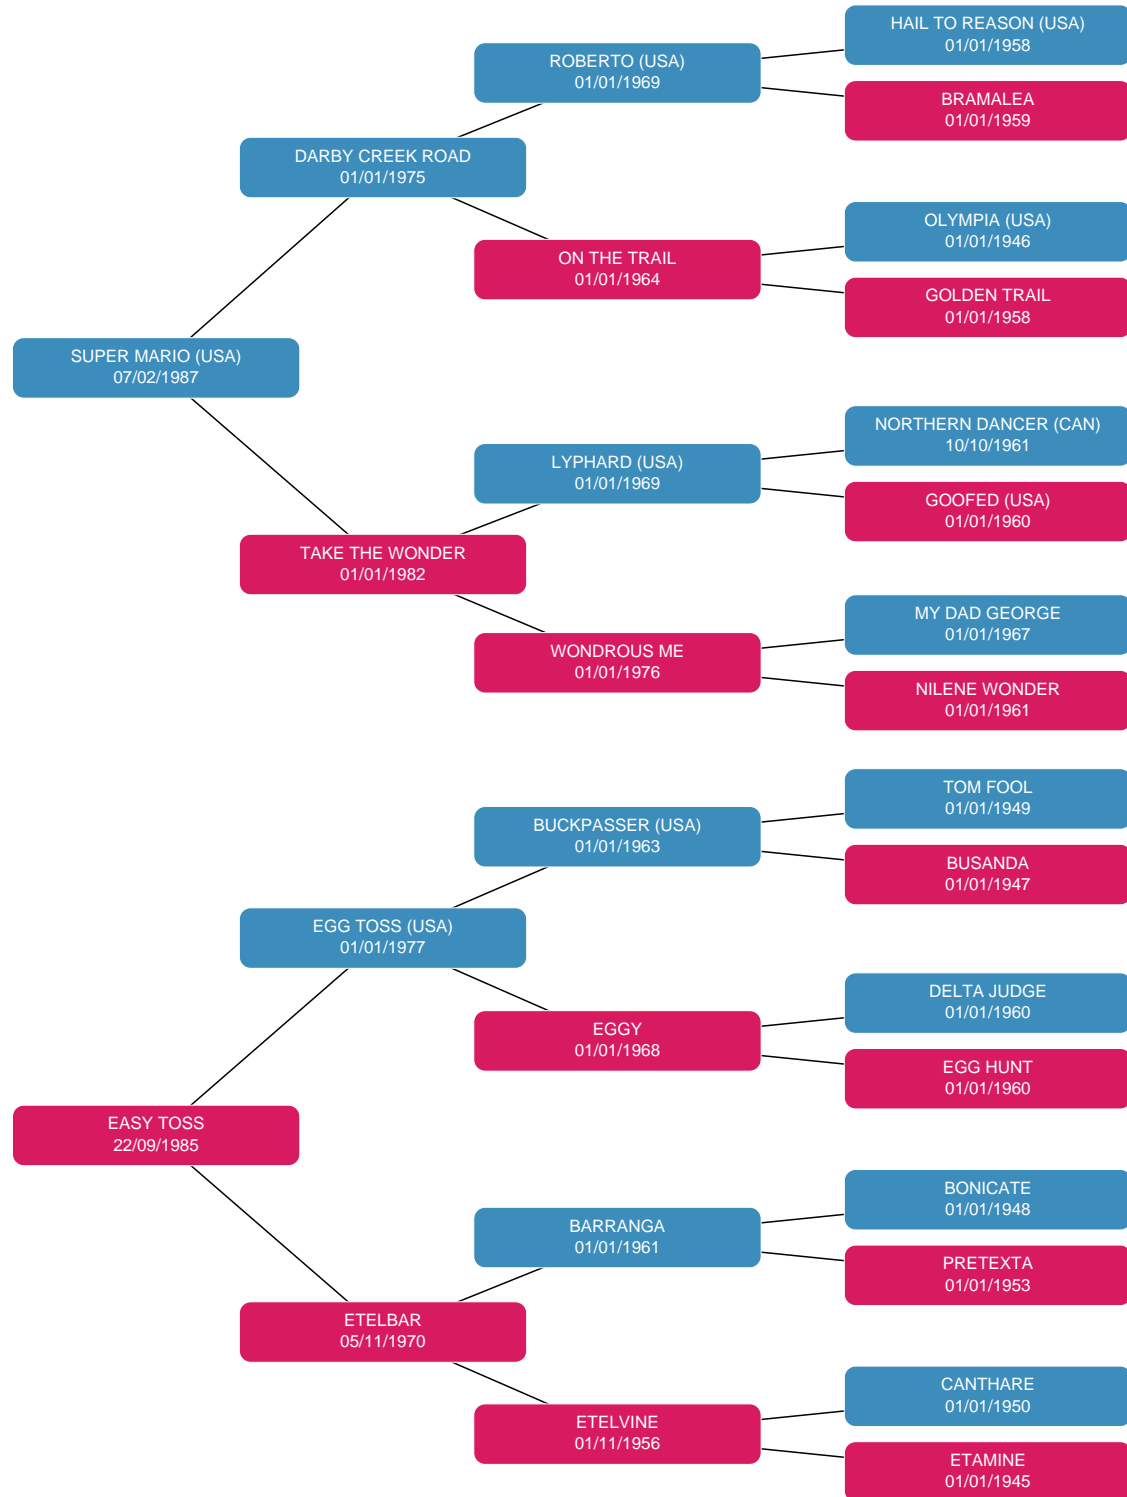 HAIL TO REASON (USA)
01/01/1958
ROBERTO (USA)
01/01/1969
BRAMALEA
01/01/1959
DARBY CREEK ROAD
01/01/1975
OLYMPIA (USA)
01/01/1946
ON THE TRAIL
01/01/1964
GOLDEN TRAIL
01/01/1958
SUPER MARIO (USA)
07/02/1987
NORTHERN DANCER (CAN)
10/10/1961
LYPHARD (USA)
01/01/1969
GOOFED (USA)
01/01/1960
TAKE THE WONDER
01/01/1982
MY DAD GEORGE
01/01/1967
WONDROUS ME
01/01/1976
NILENE WONDER
01/01/1961
TOM FOOL
01/01/1949
BUCKPASSER (USA)
01/01/1963
BUSANDA
01/01/1947
EGG TOSS (USA)
01/01/1977
DELTA JUDGE
01/01/1960
EGGY
01/01/1968
EGG HUNT
01/01/1960
EASY TOSS
22/09/1985
BONICATE
01/01/1948
BARRANGA
01/01/1961
PRETEXTA
01/01/1953
ETELBAR
05/11/1970
CANTHARE
01/01/1950
ETELVINE
01/11/1956
ETAMINE
01/01/1945